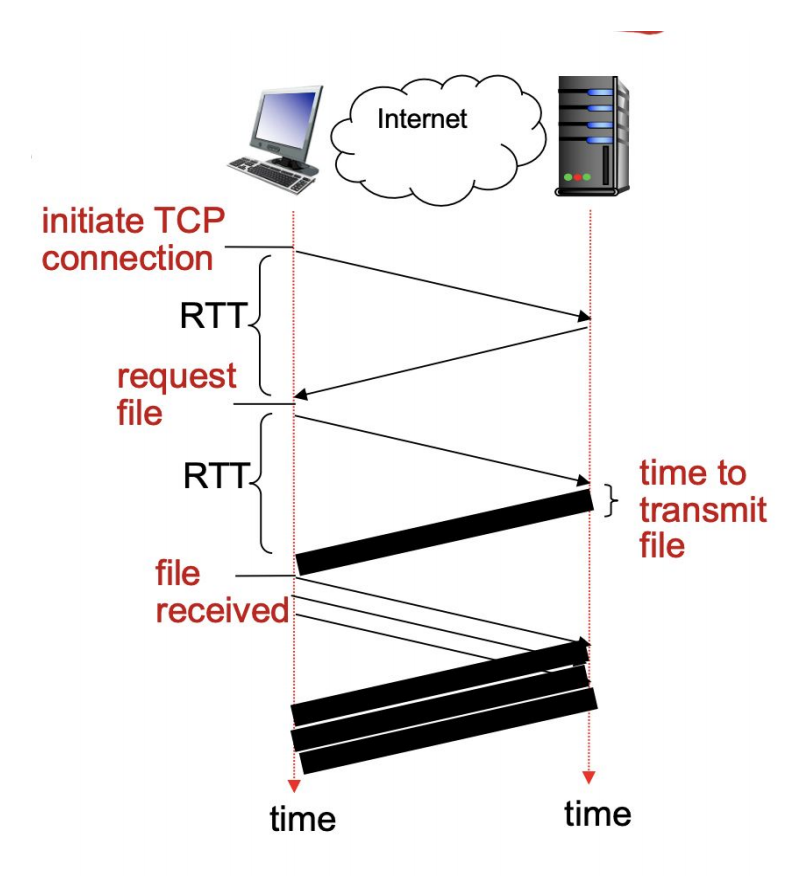 Internet
initiate TCP
connection
RTT
request
file
RTT
time to
transmit
file
file
received
time
time